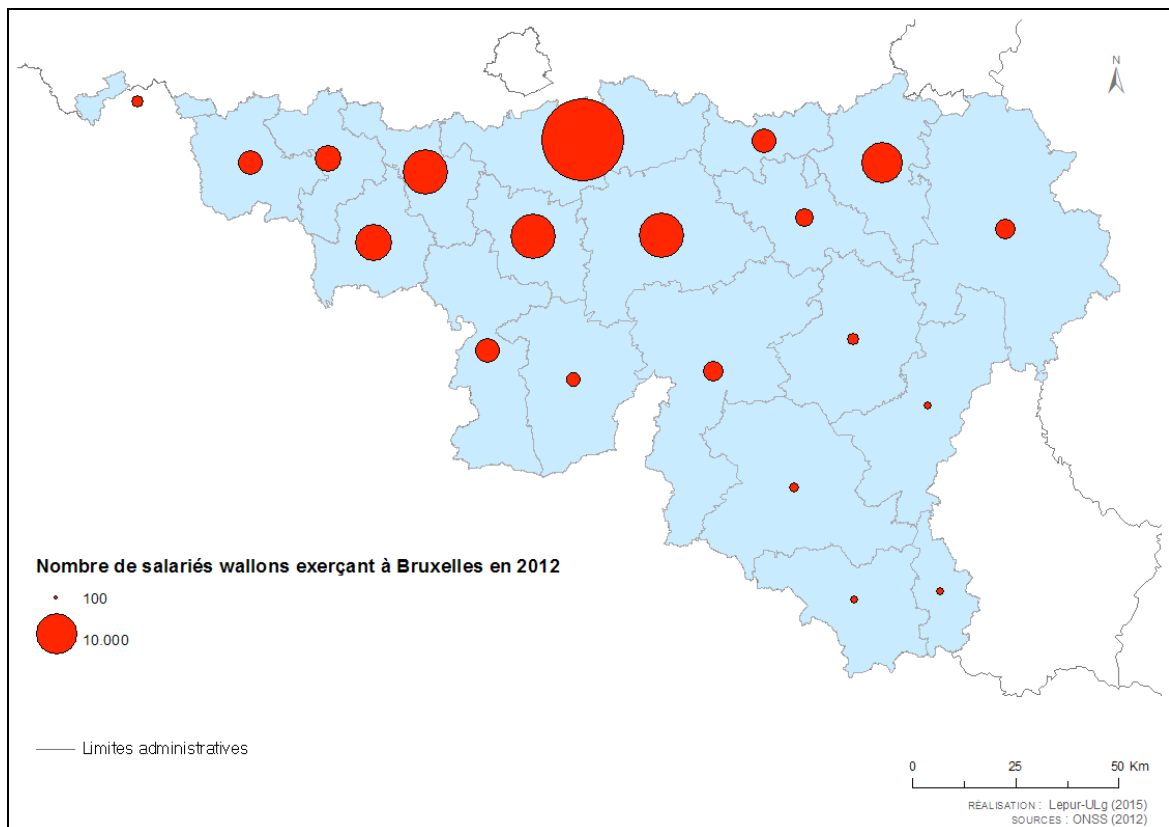 N
Nombre de salariés wallons exerçant à Bruxelles en 2012
100
10.000
Limites administratives
0 25 50 Km
RÉALISATION : Lepur-ULg (2015)
SOURCES : ONSS (2012)